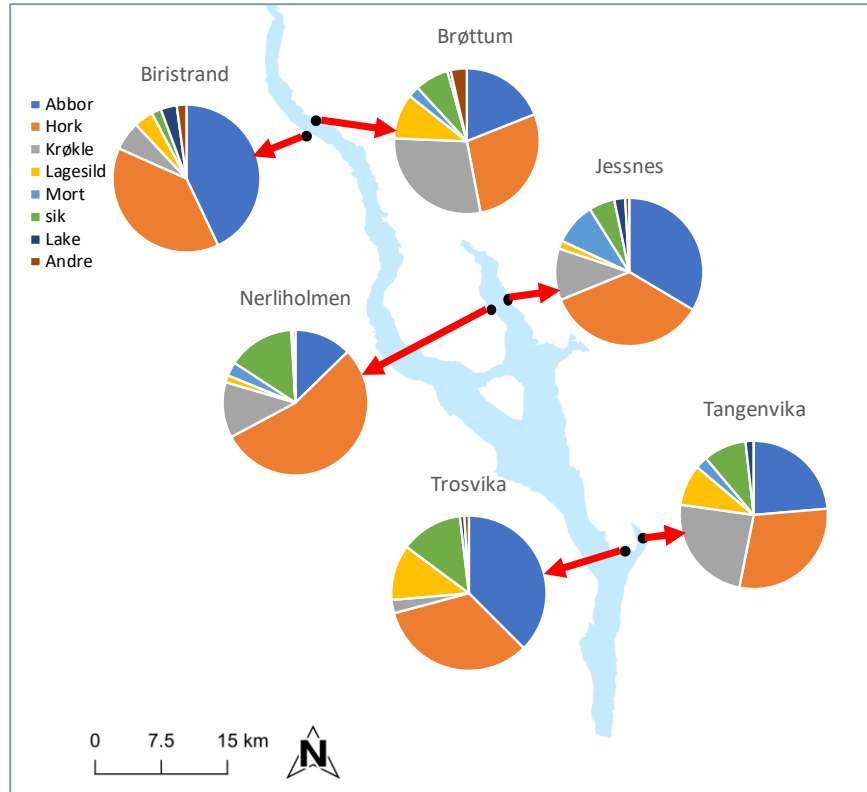 Brøttum
Biristrand
Abbor
Hork
Krøkle
Lagesild
Mort
sik
Lake
Andre
Jessnes
Nerliholmen
Tangenvika
Trosvika
0 7.5 15 km
N